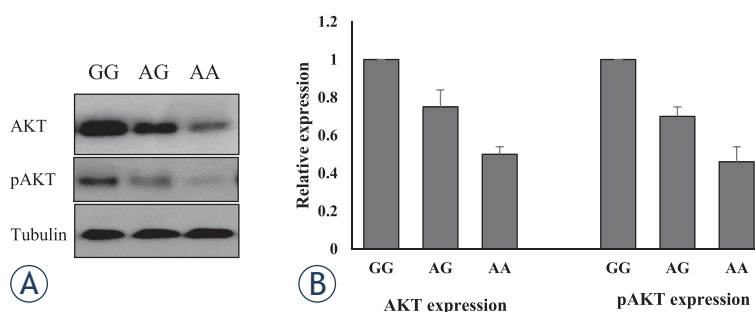 GG AG AA
AKT
pAKT
Tubulin
A
B
Relative expression
1.2
1
0.8
0.6
0.4
0.2
0
GG AG AA GG AG AA
AKT expression pAKT expression